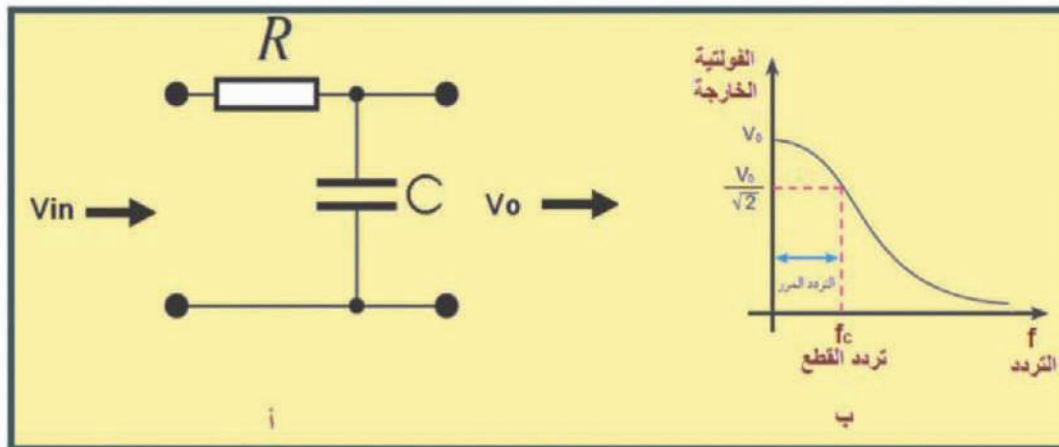 R
C
Vin
Vo
أ
الفولتية
الخارجة
V₀
V₀
√2
التردد الممرر
fc
تردد القطع
f
التردد
ب